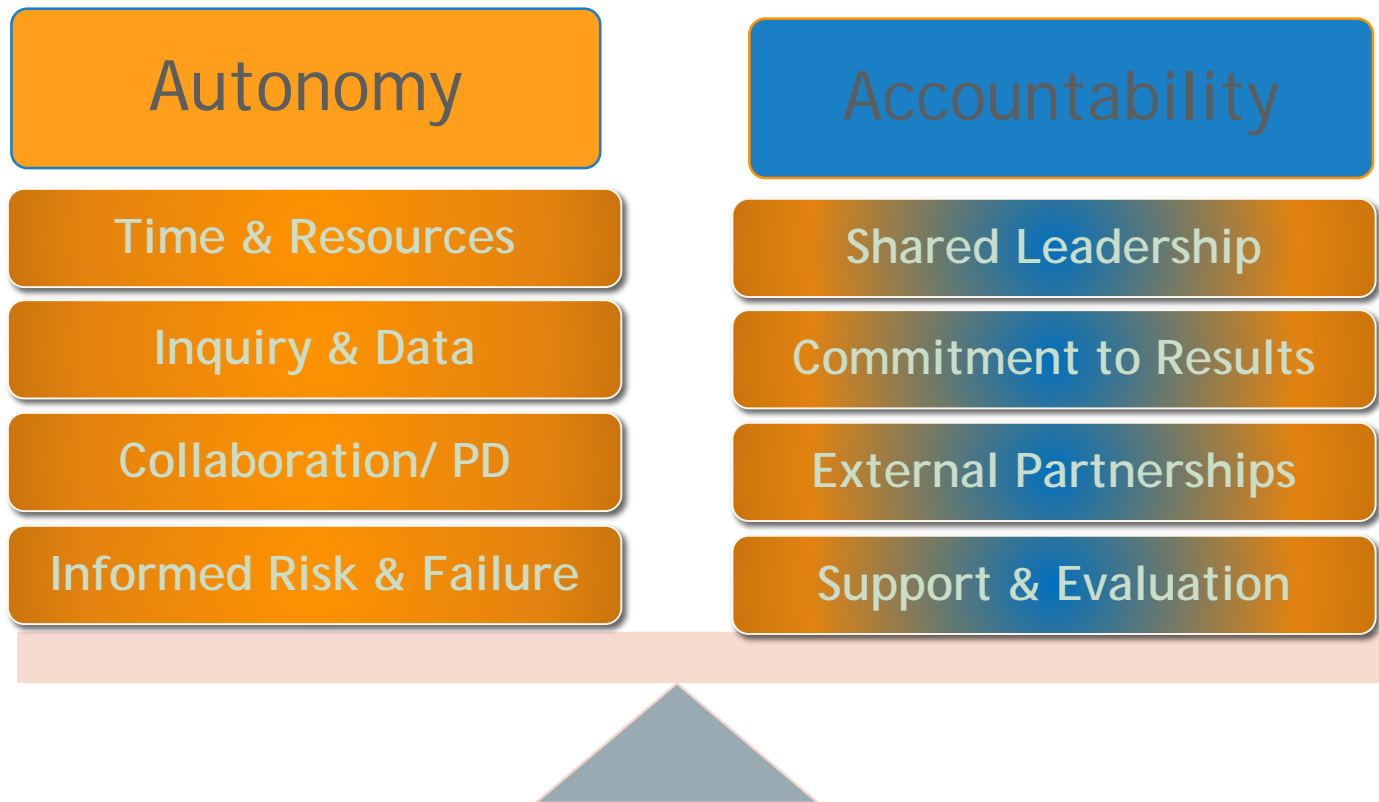 Autonomy
Time & Resources
Inquiry & Data
Collaboration/ PD
Informed Risk & Failure
Accountability
Shared Leadership
Commitment to Results
External Partnerships
Support & Evaluation